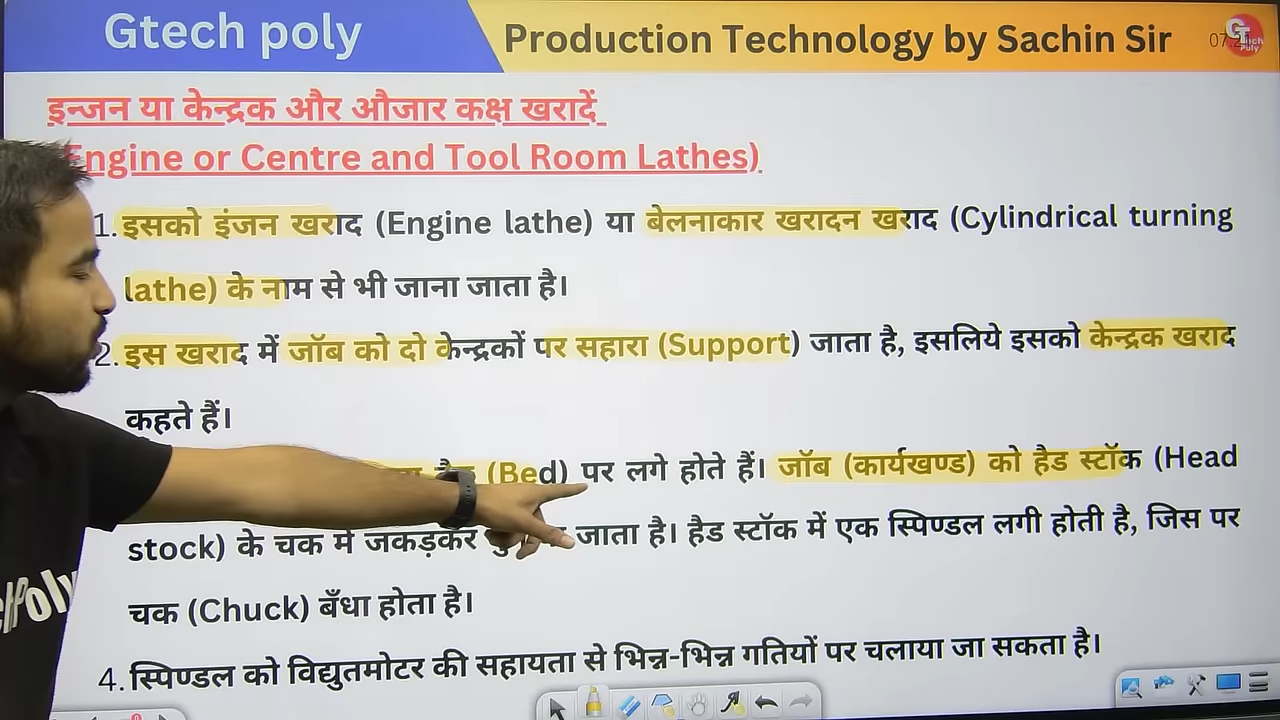 Gtech poly
Production Technology by Sachin Sir
इन्जन या केन्द्रक और औजार कक्ष खरादें
Engine or Centre and Tool Room Lathes)
1. इसको इंजन खराद (Engine lathe) या बेलनाकार खरादन खराद (Cylindrical turning
lathe) के नाम से भी जाना जाता है।
2. इस खराद में जॉब को दो केन्द्रकों पर सहारा (Support) जाता है, इसलिये इसको केन्द्रक खराद
कहते हैं।
(Bed) पर लगे होते हैं। जॉब (कार्यखण्ड) को हैड स्टॉक (Head
stock) के चक मे जकड़कर जाता है। हैड स्टॉक में एक स्पिण्डल लगी होती है, जिस पर
चक (Chuck) बँधा होता है।
4. स्पिण्डल को विद्युतमोटर की सहायता से भिन्न-भिन्न गतियों पर चलाया जा सकता है।